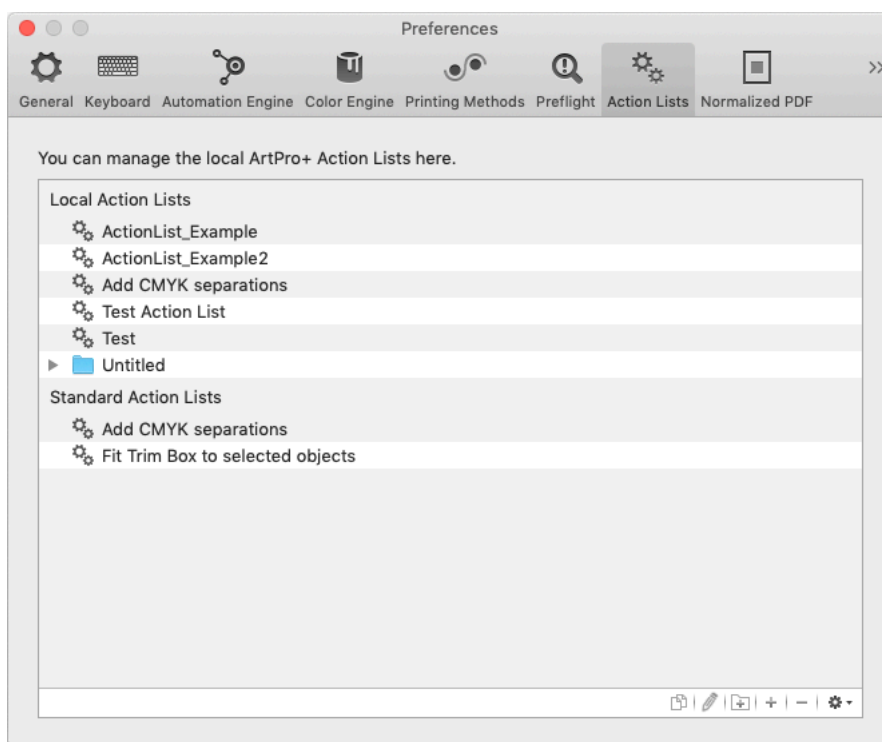 Preferences
General Keyboard Automation Engine Color Engine Printing Methods Preflight Action Lists Normalized PDF
You can manage the local ArtPro+ Action Lists here.
Local Action Lists
ActionList_Example
ActionList_Example2
Add CMYK separations
Test Action List
Test
Untitled
Standard Action Lists
Add CMYK separations
Fit Trim Box to selected objects